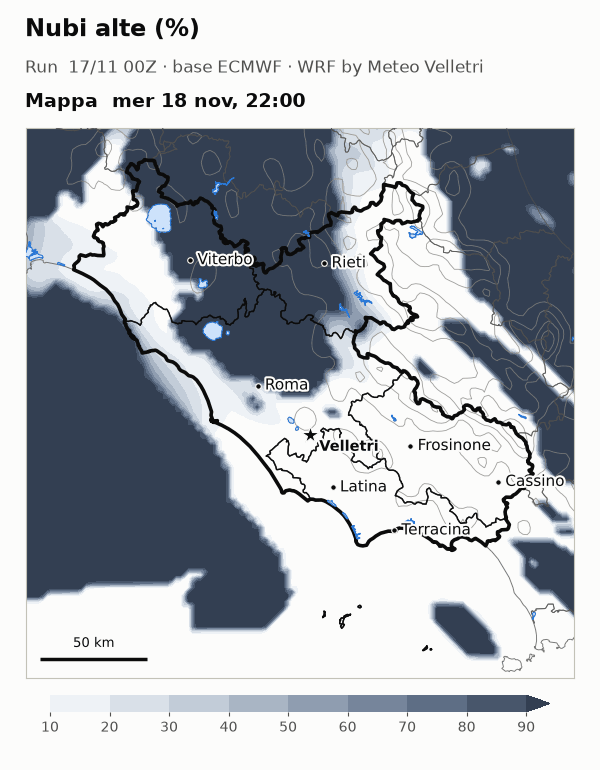 Nubi alte (%)
Run  17/11 00Z · base ECMWF · WRF by Meteo Velletri
Mappa  mer 18 nov, 22:00
Viterbo
Rieti
Roma
Velletri
Frosinone
Latina
Cassino
Terracina
50 km
10 20 30 40 50 60 70 80 90